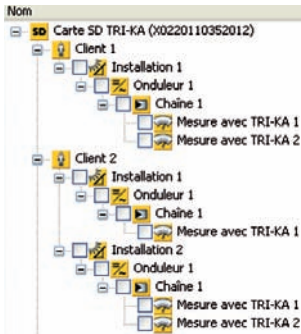 Nom
SD Carte SD TRI-KA (X0220110352012)
Client 1
Installation 1
Onduleur 1
Chaîne 1
Mesure avec TRI-KA 1
Mesure avec TRI-KA 2
Client 2
Installation 1
Onduleur 1
Chaîne 1
Mesure avec TRI-KA 1
Installation 2
Onduleur 1
Chaîne 1
Mesure avec TRI-KA 1
Mesure avec TRI-KA 2